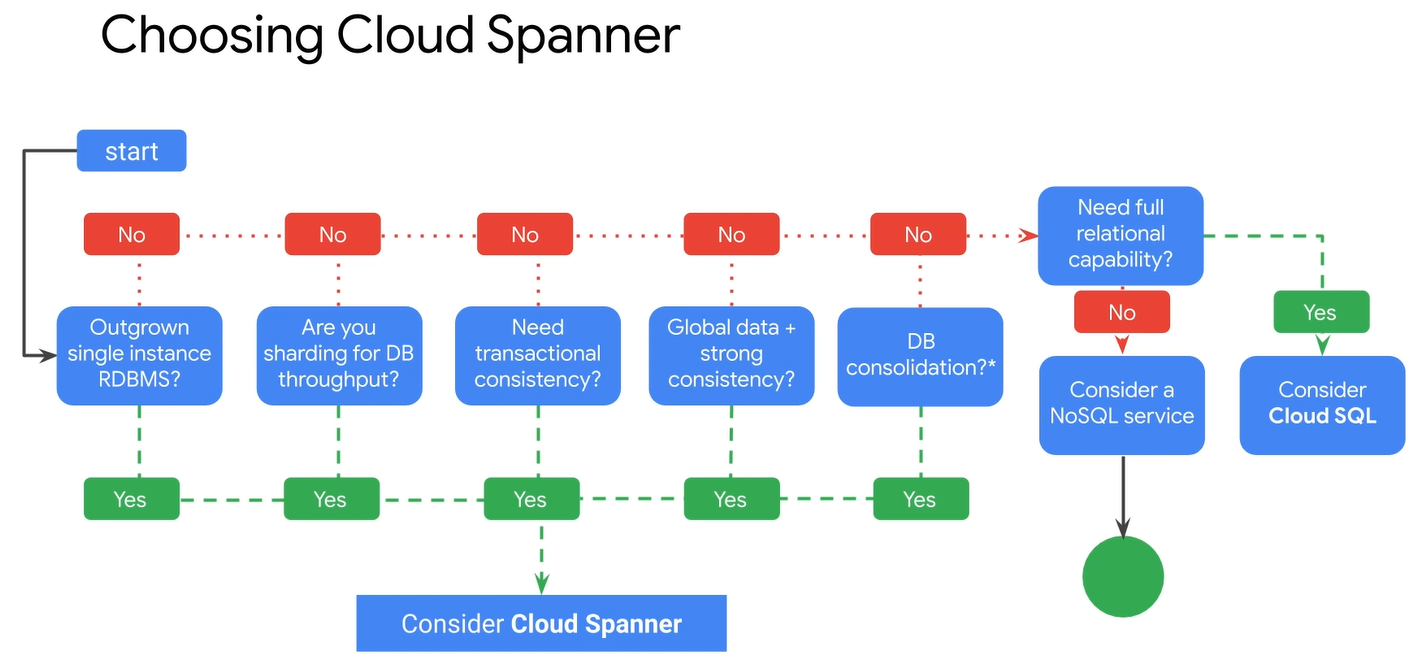 Choosing Cloud Spanner
start
No
No
No
No
No
Need full
relational
capability?
Outgrown
single instance
RDBMS?
Are you
sharding for DB
throughput?
Need
transactional
consistency?
Global data +
strong
consistency?
DB
consolidation?*
No
Yes
Consider a
NoSQL service
Consider
Cloud SQL
Yes
Yes
Yes
Yes
Yes
Consider Cloud Spanner